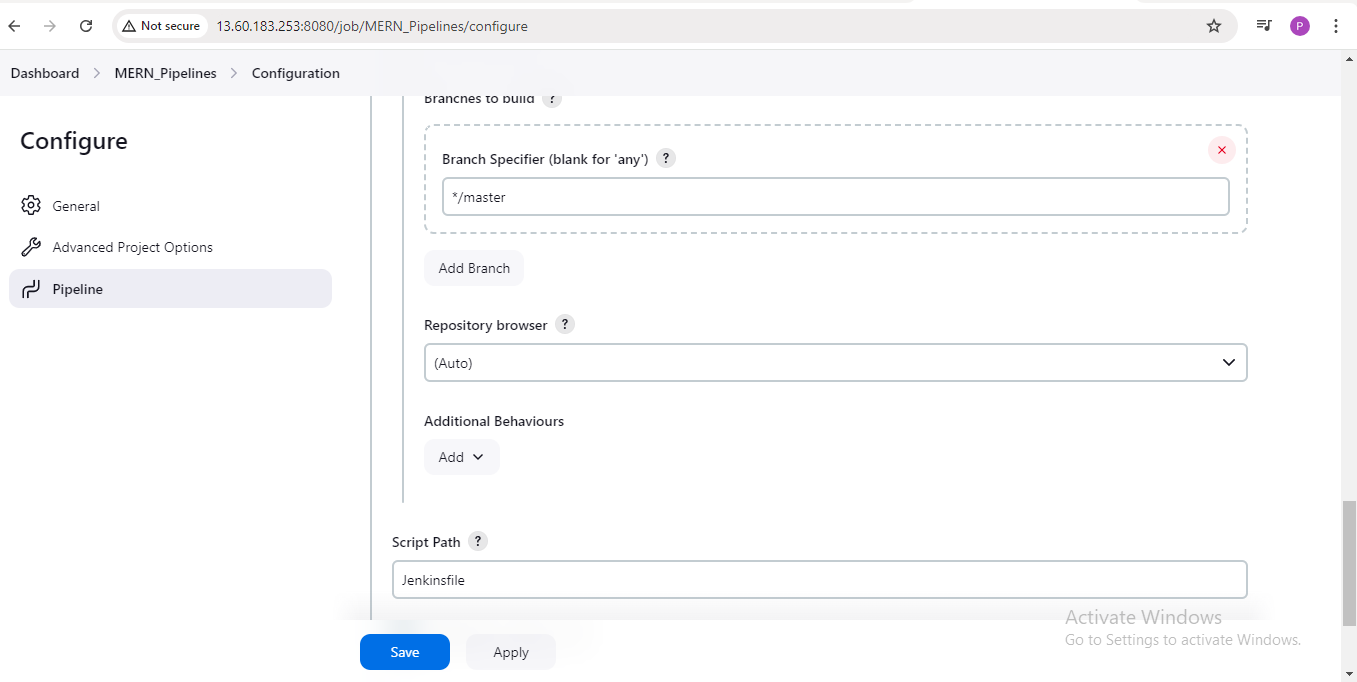 Not secure 13.60.183.253:8080/job/MERN_Pipelines/configure P
Dashboard > MERN_Pipelines > Configuration
Configure
General
Advanced Project Options
Pipeline
Branches to build ?
Branch Specifier (blank for 'any') ?
*/master
Add Branch
Repository browser ?
(Auto)
Additional Behaviours
Add
Script Path ?
Jenkinsfile
Save Apply
Activate Windows
Go to Settings to activate Windows.